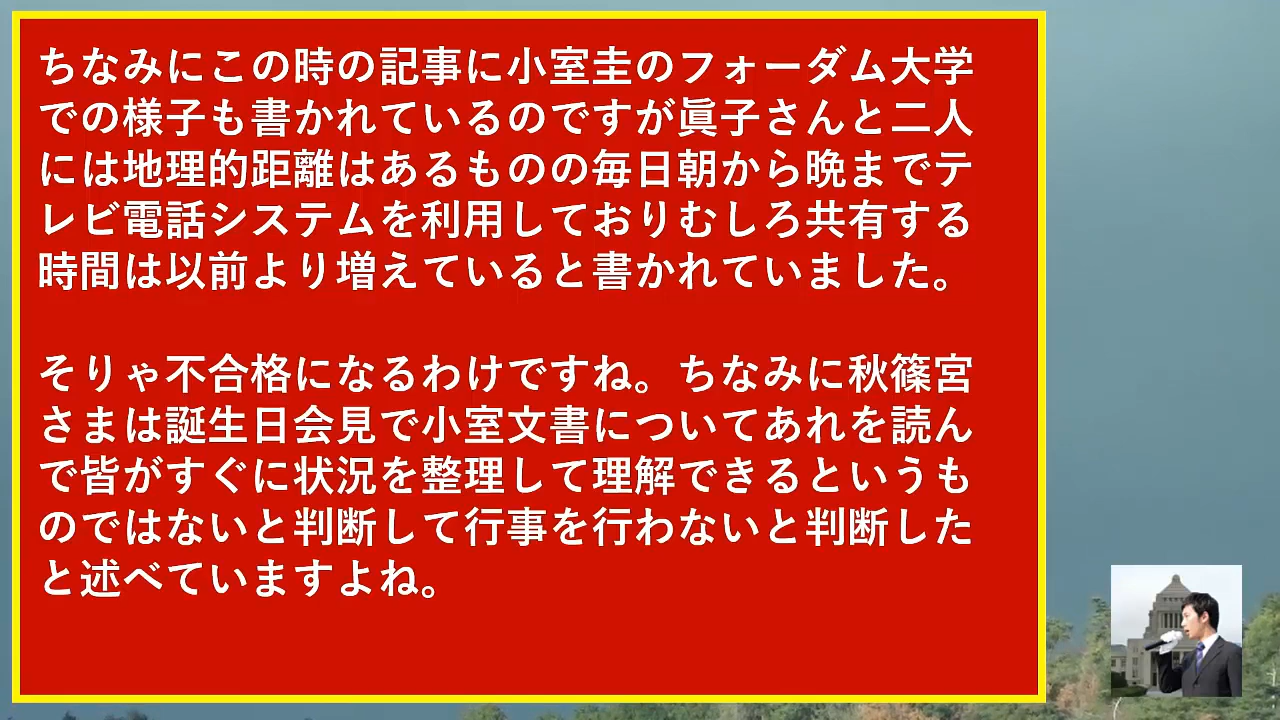 ちなみにこの時の記事に小室圭のフォーダム大学
での様子も書かれているのですが眞子さんと二人
には地理的距離はあるものの毎日朝から晩までテ
レビ電話システムを利用しておりむしろ共有する
時間は以前より増えていると書かれていました。
そりゃ不合格になるわけですね。ちなみに秋篠宮
さまは誕生日会見で小室文書についてあれを読ん
で皆がすぐに状況を整理して理解できるというも
のではないと判断して行事を行わないと判断した
と述べていますよね。